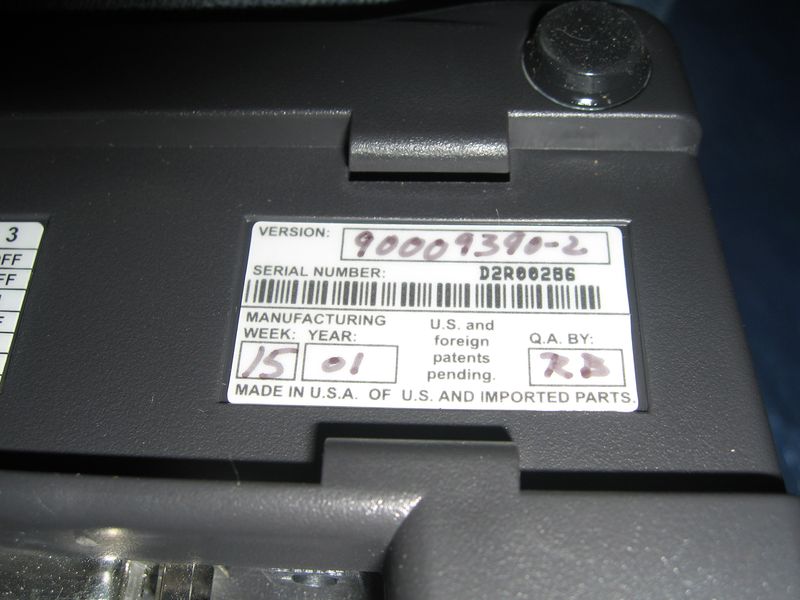 3
OFF
VERSION: 90009390-2
SERIAL NUMBER: D2R00286
MANUFACTURING
WEEK: YEAR:
15 01
U.S. and
foreign
patents
pending.
Q.A. BY:
RB
MADE IN U.S.A. OF U.S. AND IMPORTED PARTS.